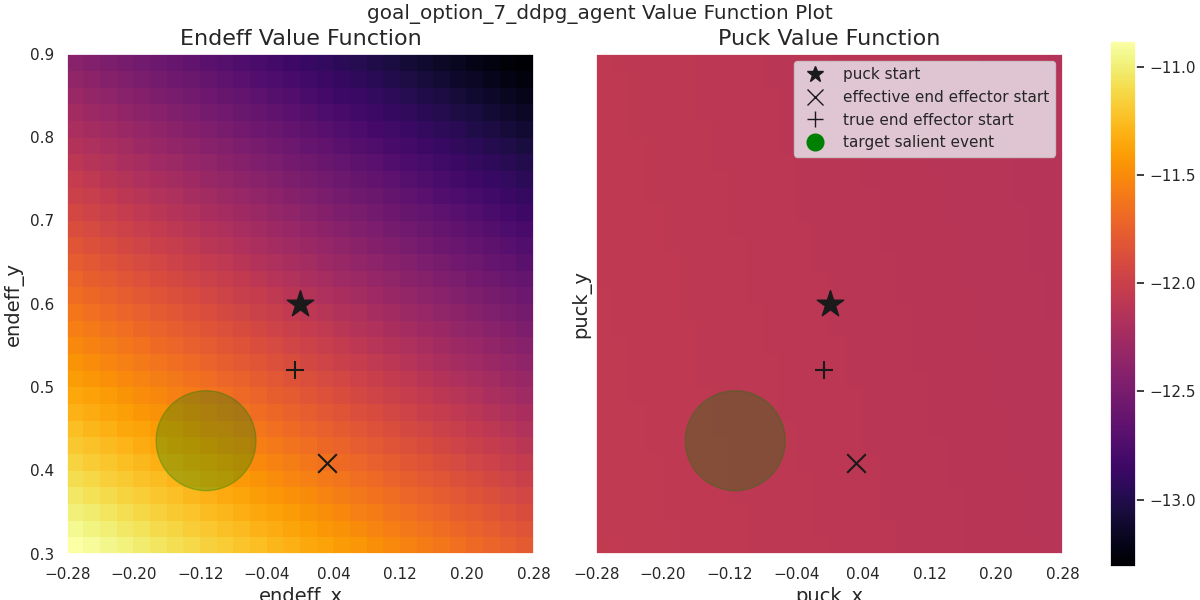 goal_option_7_ddpg_agent Value Function Plot
Endeff Value Function
Puck Value Function
0.9
0.8
0.7
0.6
0.5
0.4
0.3
endeff_y
−0.28 −0.20 −0.12 −0.04 0.04 0.12 0.20 0.28
endeff_x
puck_y
puck start
effective end effector start
true end effector start
target salient event
−0.28 −0.20 −0.12 −0.04 0.04 0.12 0.20 0.28
puck_x
−11.0
−11.5
−12.0
−12.5
−13.0